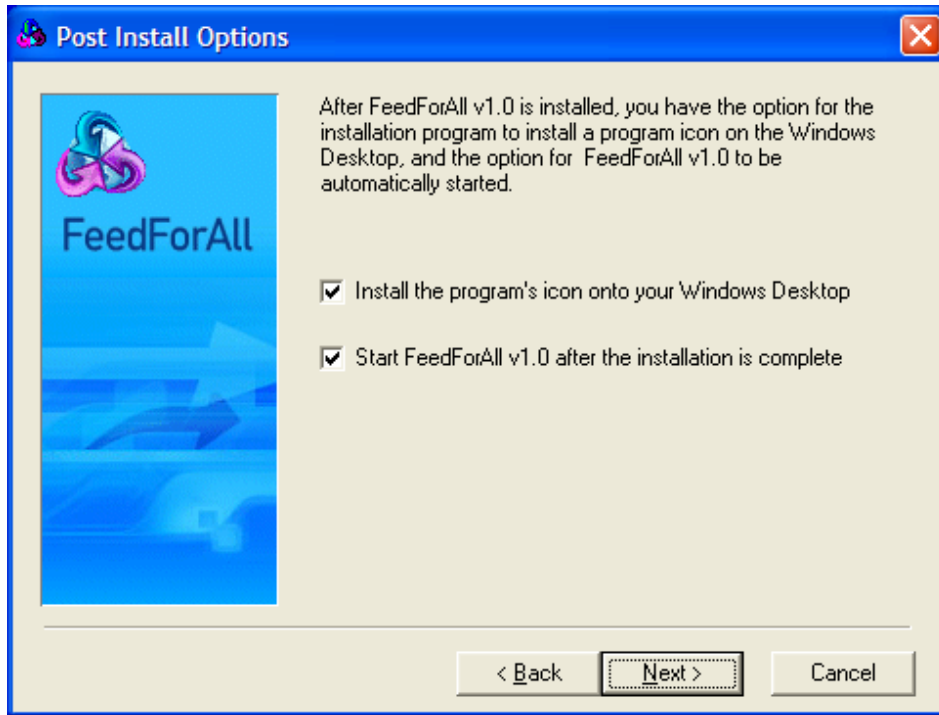 Post Install Options
After FeedForAll v1.0 is installed, you have the option for the
installation program to install a program icon on the Windows
Desktop, and the option for  FeedForAll v1.0 to be
automatically started.
FeedForAll
Install the program's icon onto your Windows Desktop
Start FeedForAll v1.0 after the installation is complete
< Back
Next >
Cancel